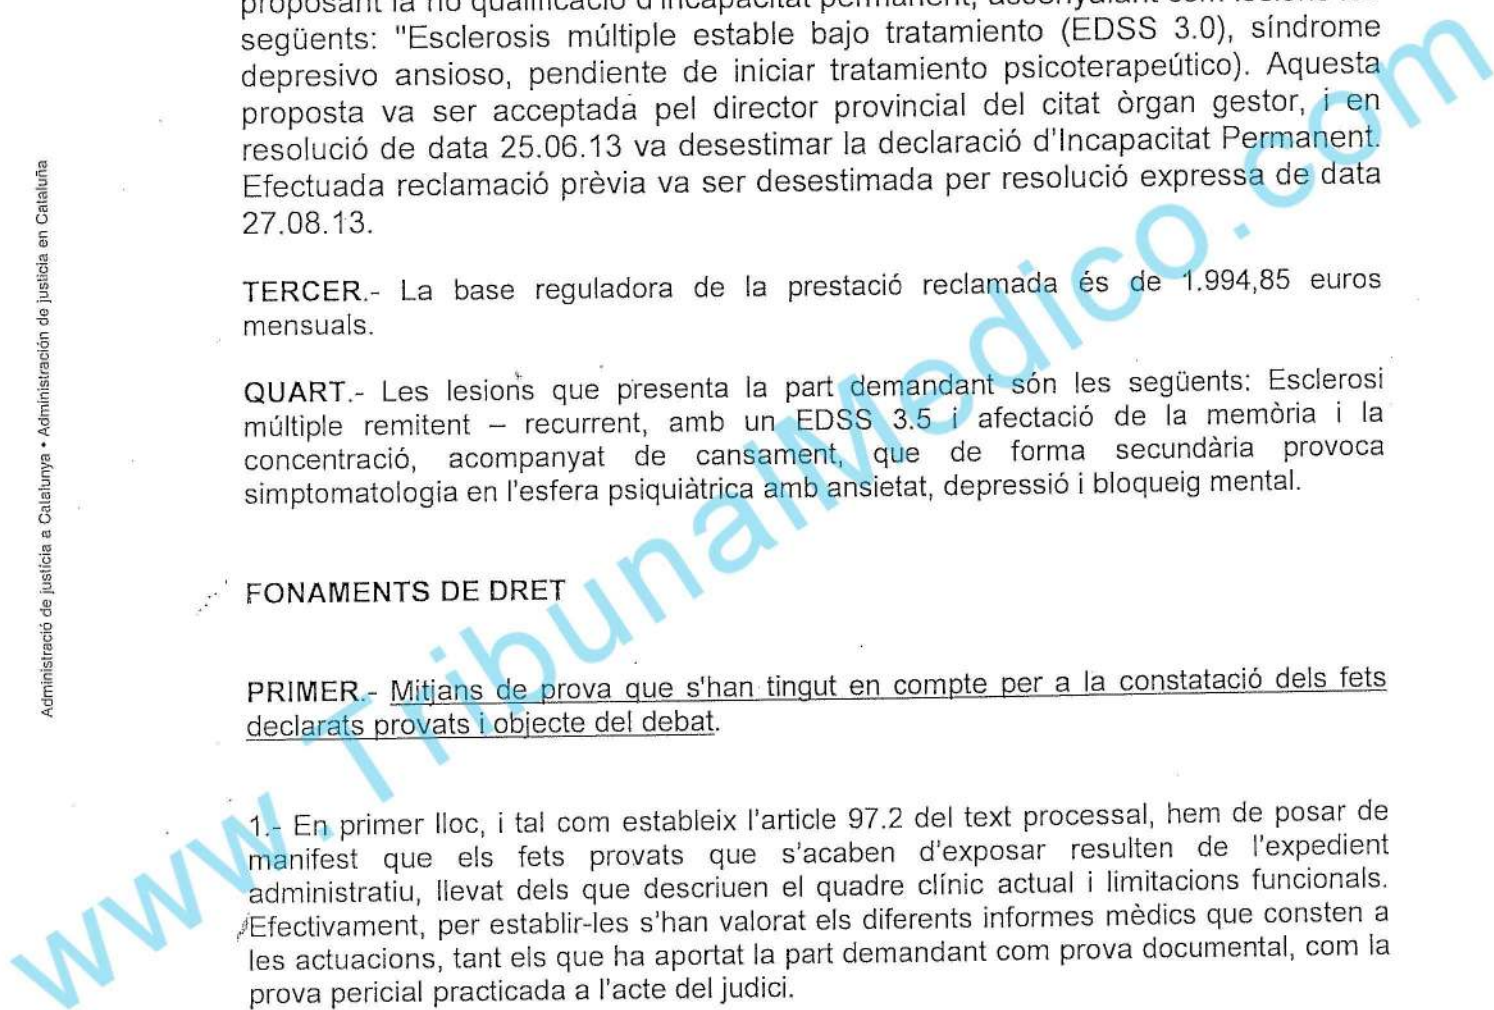 proposant la no qualificació d'incapacitat permanent, assenyalant com lesions
següents: "Esclerosis múltiple estable bajo tratamiento (EDSS 3.0), síndrome
depresivo ansioso, pendiente de iniciar tratamiento psicoterapeútico). Aquesta
proposta va ser acceptada pel director provincial del citat òrgan gestor, i en
resolució de data 25.06.13 va desestimar la declaració d'Incapacitat Permanent.
Efectuada reclamació prèvia va ser desestimada per resolució expressa de data
27.08.13.
TERCER.- La base reguladora de la prestació reclamada és de 1.994,85 euros
mensuals.
QUART.- Les lesions que presenta la part demandant són les següents: Esclerosi
múltiple remitent – recurrent, amb un EDSS 3.5 i afectació de la memòria i la
concentració, acompanyat de cansament, que de forma secundària provoca
simptomatologia en l'esfera psiquiàtrica amb ansietat, depressió i bloqueig mental.
FONAMENTS DE DRET
PRIMER.- Mitjans de prova que s'han tingut en compte per a la constatació dels fets
declarats provats i objecte del debat.
1.- En primer lloc, i tal com estableix l'article 97.2 del text processal, hem de posar de
manifest que els fets provats que s'acaben d'exposar resulten de l'expedient
administratiu, llevat dels que descriuen el quadre clínic actual i limitacions funcionals.
Efectivament, per establir-les s'han valorat els diferents informes mèdics que consten a
les actuacions, tant els que ha aportat la part demandant com prova documental, com la
prova pericial practicada a l'acte del judici.
Administració de justícia a Catalunya • Administración de justicia en Cataluña
www.TribunalMedico.com